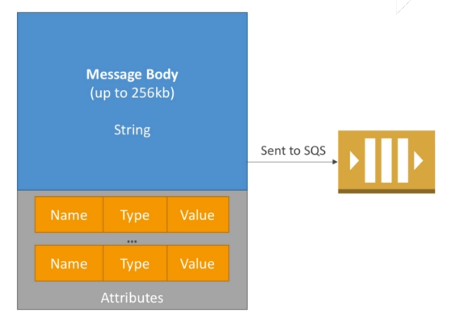 Message Body
(up to 256kb)
String
Sent to SQS
Name Type Value
...
Name Type Value
Attributes